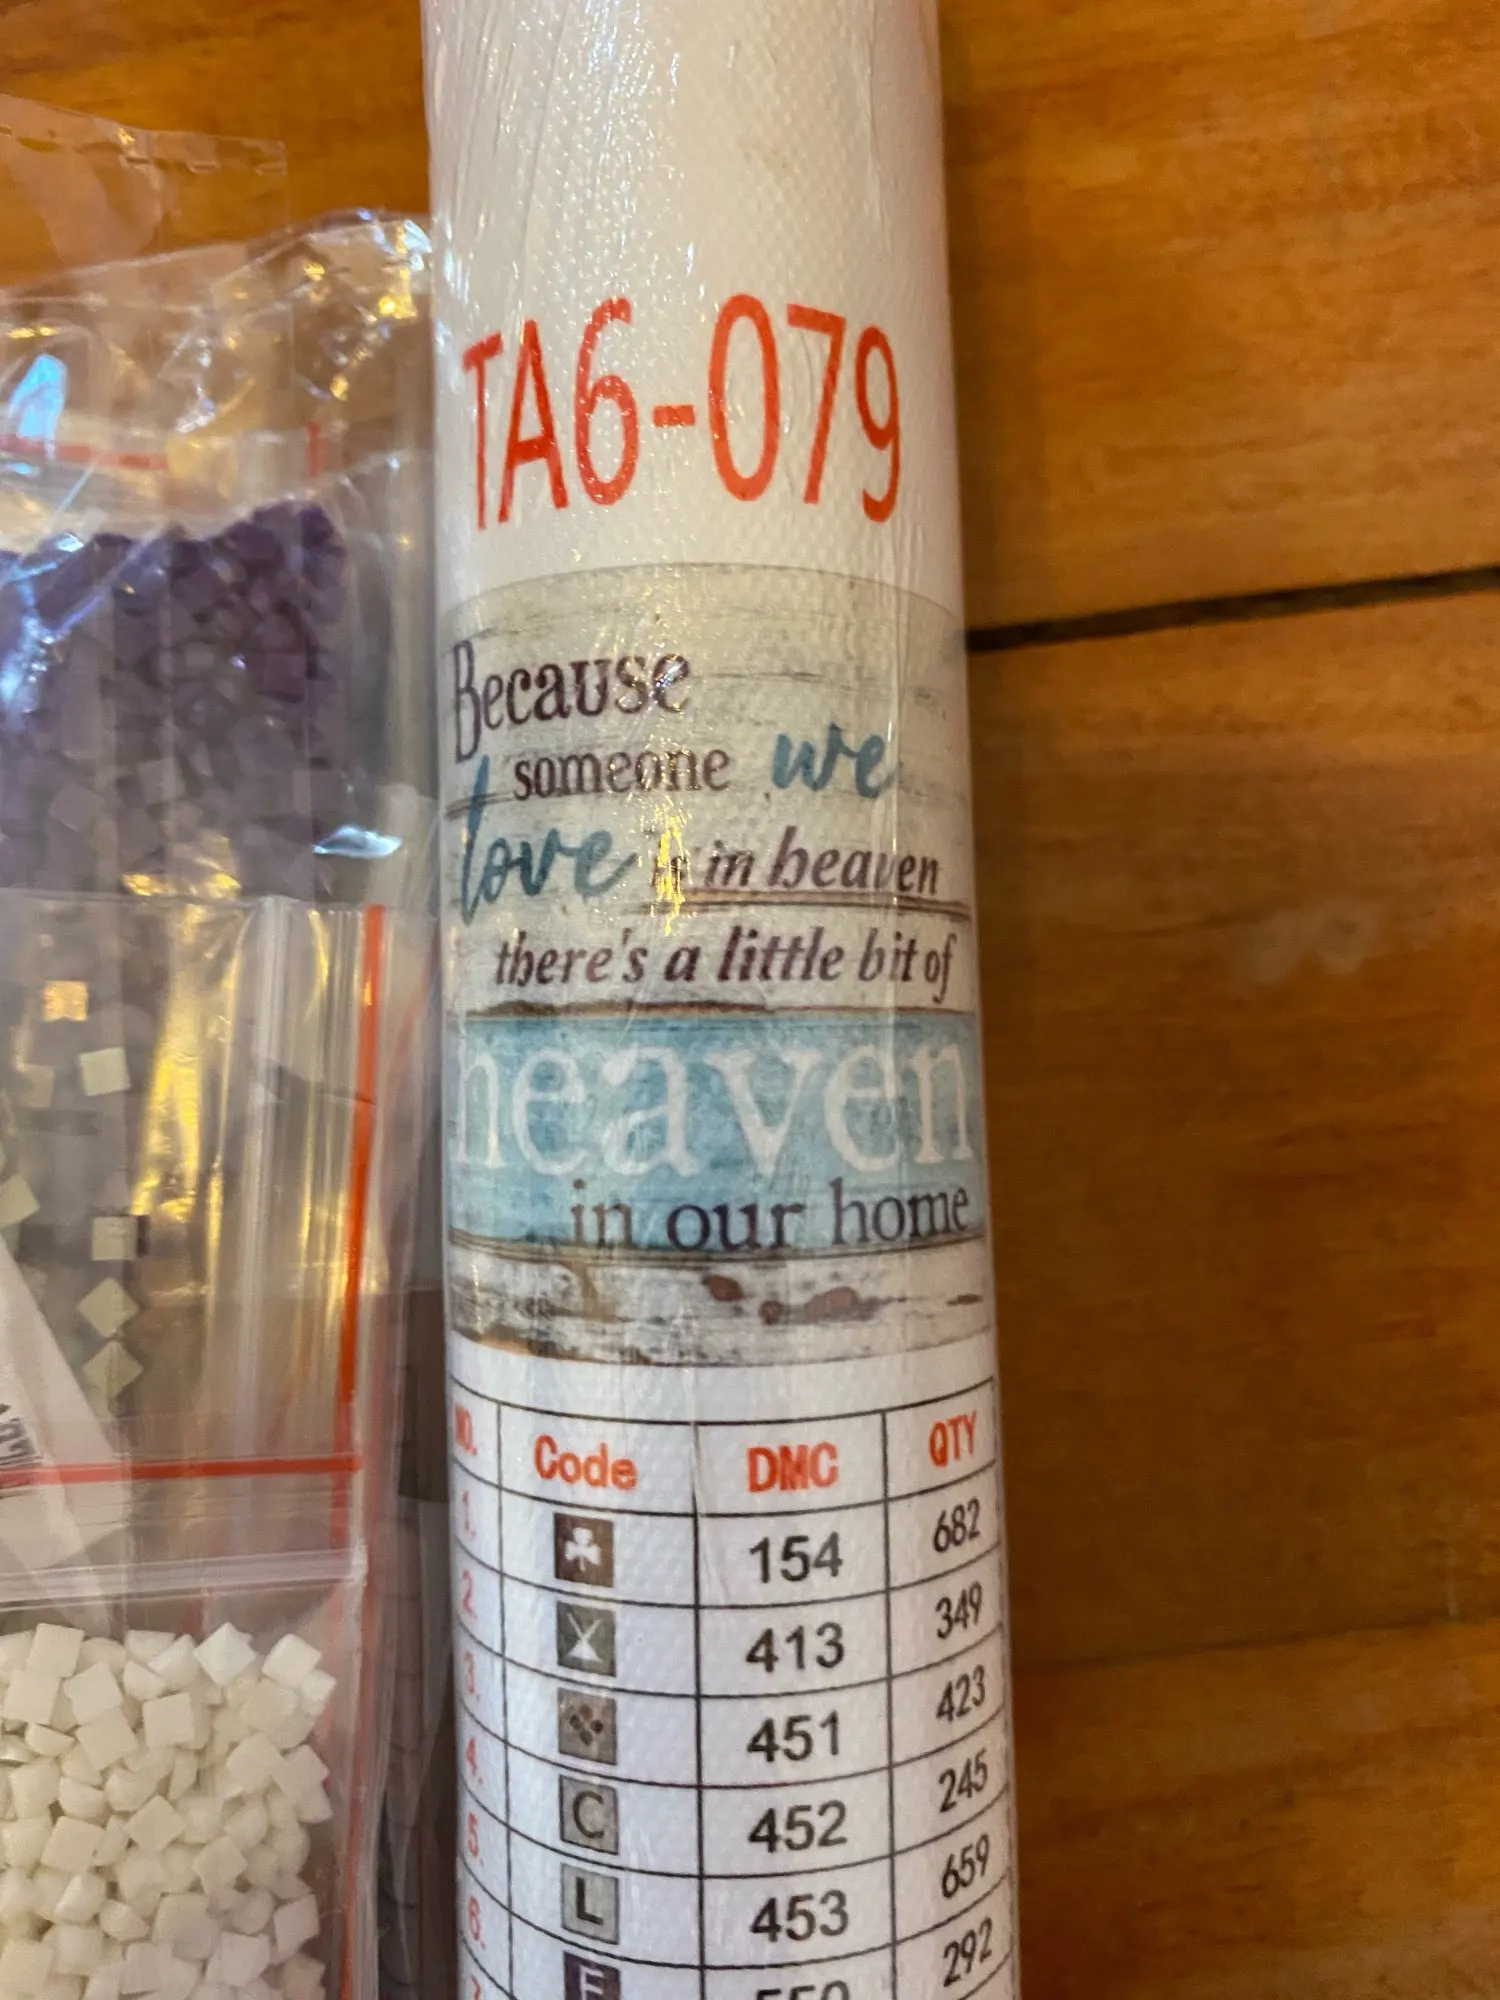 TA6-079
Because
someone we
love is in heaven
there's a little bit of
heaven
in our home
NO. Code DMC QTY
1. 154 682
2. 413 349
3. 451 423
4. C 452 245
5. L 453 659
6. F 550 292
7.